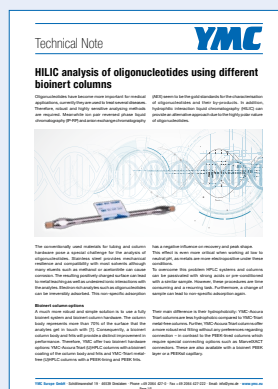 Technical Note
YMC
HILIC analysis of oligonucleotides using different
bioinert columns
Oligonucleotides have become more important for medical
applications, currently they are used to treat several diseases.
Therefore, robust and highly sensitive analysing methods
are required. Meanwhile ion pair reversed phase liquid
chromatography (IP-RP) and anion exchange chromatography
(AEX) seem to be the gold standards for the characterisation
of oligonucleotides and their by-products. In addition,
hydrophilic interaction liquid chromatography (HILIC) can
provide an alternative approach due to the highly polar nature
of oligonucleotides.
The conventionally used materials for tubing and column
hardware pose a special challenge for the analysis of
oligonucleotides. Stainless steel provides mechanical
resilience and compatibility with most solvents although
many eluents such as methanol or acetonitrile can cause
corrosion. The resulting positively charged surface can lead
to metal leaching as well as undesired ionic interactions with
the analytes. Electron rich analytes such as oligonucleotides
can be irreversibly adsorbed. This non-specific adsorption
has a negative influence on recovery and peak shape.
This effect is even more critical when working at low to
neutral pH, as metals are more electropositive under these
conditions.
To overcome this problem HPLC systems and columns
can be passivated with strong acids or pre-conditioned
with a similar sample. However, these procedures are time
consuming and a recurring task. Furthermore, a change of
sample can lead to non-specific adsorption again.
Bioinert column options
A much more robust and simple solution is to use a fully
bioinert system and bioinert column hardware. The column
body represents more than 70% of the surface that the
analytes get in touch with [1]. Consequently, a bioinert
column body and frits will provide a distinct improvement in
performance. Therefore, YMC offer two bioinert hardware
options: YMC-Accura Triart (U)HPLC columns with a bioinert
coating of the column body and frits and YMC-Triart metal-
free (U)HPLC columns with a PEEK-lining and PEEK frits.
Their main difference is their hydrophobicity: YMC-Accura
Triart columns are less hydrophobic compared to YMC-Triart
metal-free columns. Further, YMC-Accura Triart columns offer
a more robust end fitting without any preferences regarding
connection – in contrast to the PEEK-lined columns which
require special connecting options such as MarvelXACT
connectors. These are also available with a bioinert PEEK
layer or a PEEKsil capillary.